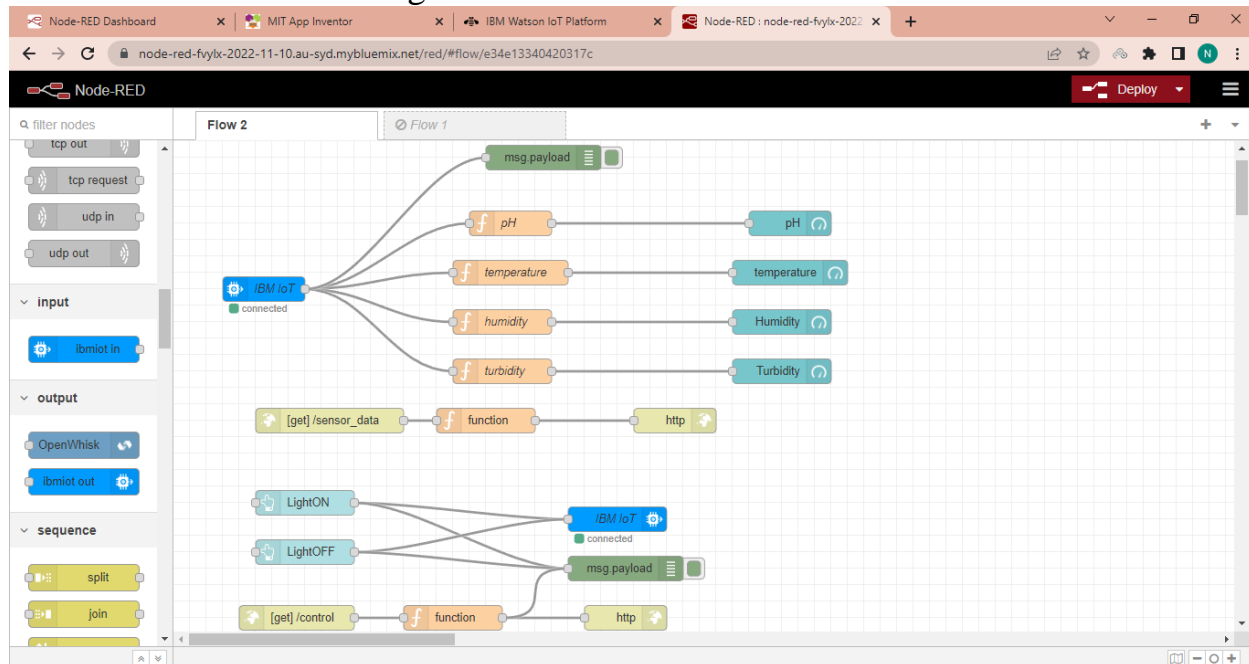 Node-RED Dashboard
MIT App Inventor
IBM Watson IoT Platform
Node-RED : node-red-fvylx-2022
node-red-fvylx-2022-11-10.au-syd.mybluemix.net/red/#flow/e34e13340420317c
N
Node-RED
Deploy
filter nodes
Flow 2
Flow 1
tcp out
tcp request
udp in
udp out
input
ibmiot in
output
OpenWhisk
ibmiot out
sequence
split
join
msg.payload
f pH
pH
f temperature
temperature
IBM IoT
connected
f humidity
Humidity
f turbidity
Turbidity
[get] /sensor_data
f function
http
LightON
IBM IoT
connected
LightOFF
msg.payload
[get] /control
f function
http